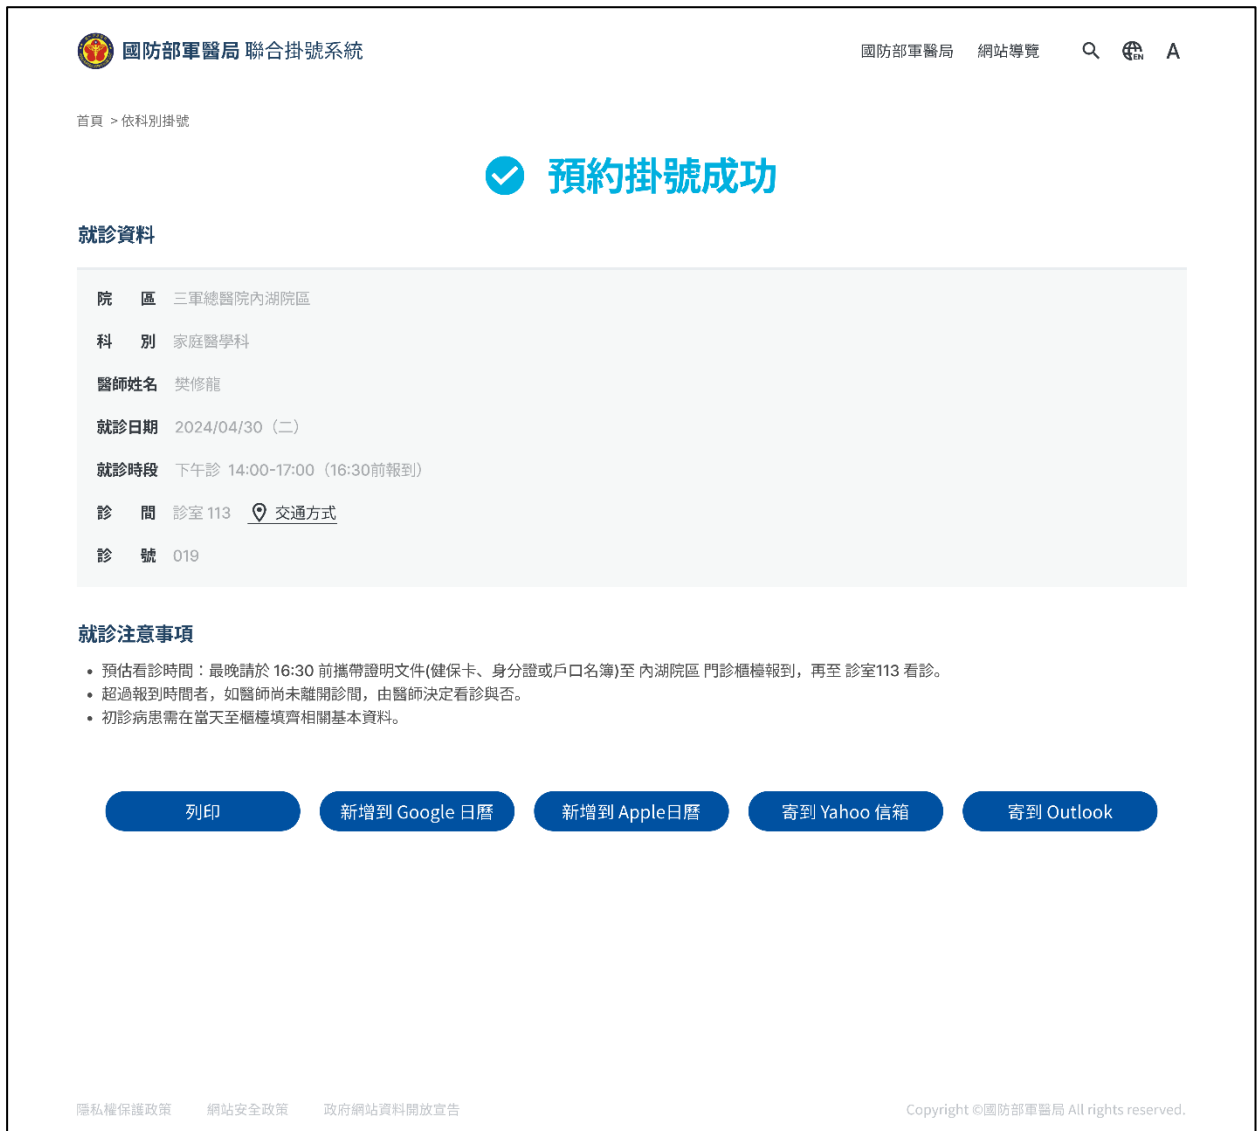 國防部軍醫局 聯合掛號系統
國防部軍醫局 網站導覽 EN A
首頁 >依科別掛號
預約掛號成功
就診資料
院 區 三軍總醫院內湖院區
科 別 家庭醫學科
醫師姓名 樊修龍
就診日期 2024/04/30（二）
就診時段 下午診 14:00-17:00（16:30前報到）
診 間 診室 113 交通方式
診 號 019
就診注意事項
• 預估看診時間：最晚請於 16:30 前攜帶證明文件(健保卡、身分證或戶口名簿)至 內湖院區 門診櫃檯報到，再至 診室113 看診。
• 超過報到時間者，如醫師尚未離開診間，由醫師決定看診與否。
• 初診病患需在當天至櫃檯填齊相關基本資料。
列印 新增到 Google 日曆 新增到 Apple日曆 寄到 Yahoo 信箱 寄到 Outlook
隱私權保護政策 網站安全政策 政府網站資料開放宣告 Copyright ©國防部軍醫局 All rights reserved.